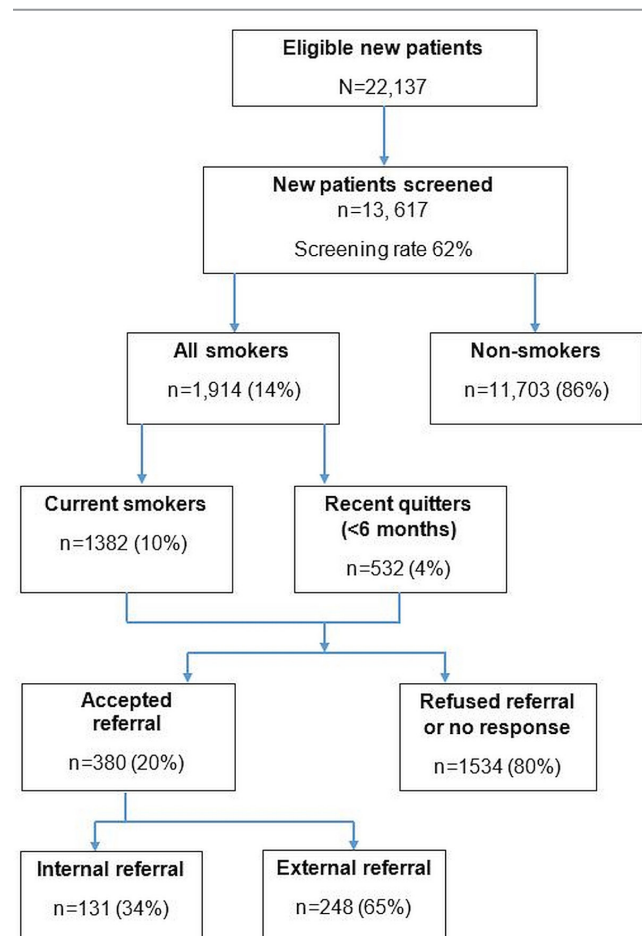 Eligible new patients
N=22,137
New patients screened
n=13, 617
Screening rate 62%
All smokers
n=1,914 (14%)
Non-smokers
n=11,703 (86%)
Current smokers
n=1382 (10%)
Recent quitters
(<6 months)
n=532 (4%)
Accepted
referral
n=380 (20%)
Refused referral
or no response
n=1534 (80%)
Internal referral
n=131 (34%)
External referral
n=248 (65%)